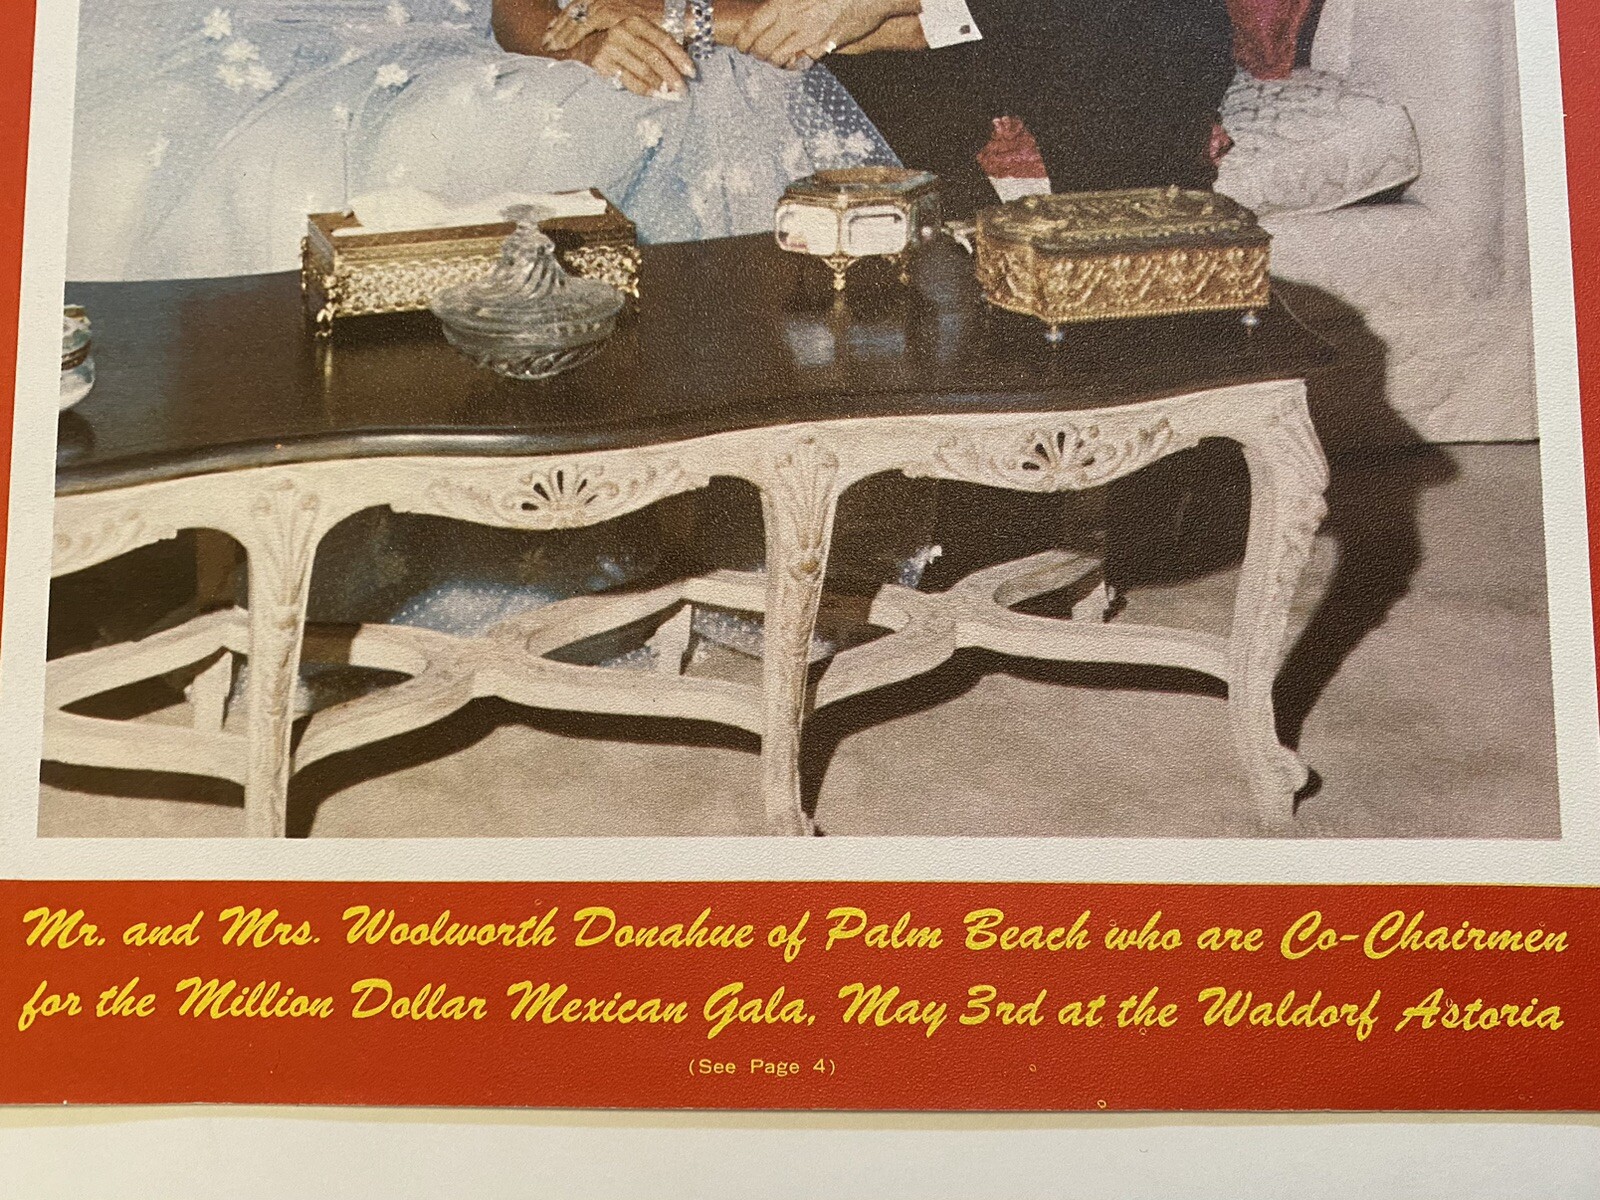 Mr. and Mrs. Woolworth Donahue of Palm Beach who are Co-Chairmen
for the Million Dollar Mexican Gala, May 3rd at the Waldorf Astoria
(See Page 4)